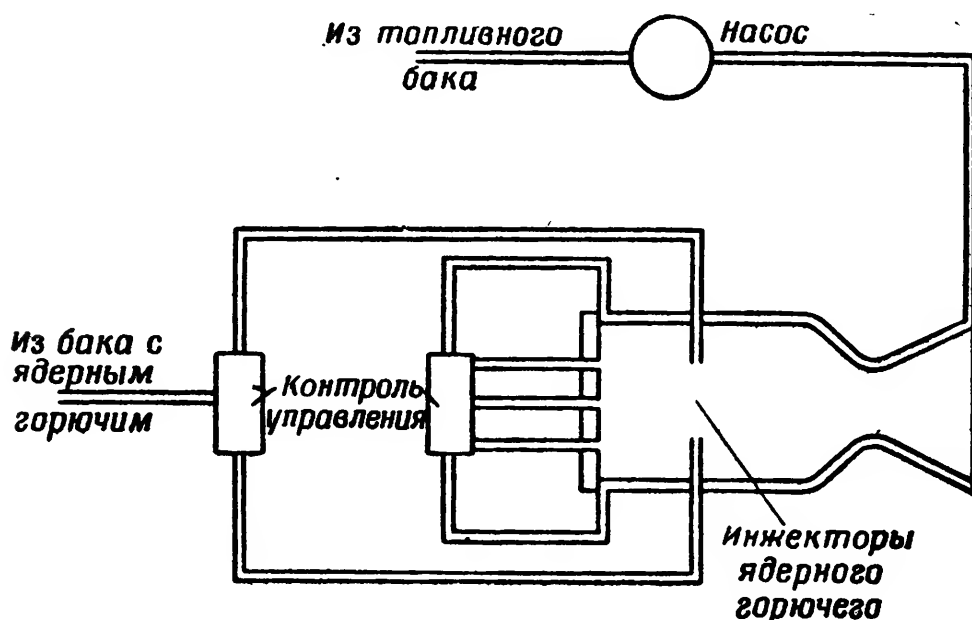 Из топливного
бака
Насос
Из бака с
ядерным
горючим
Контроль
управления
Инжекторы
ядерного
горючего